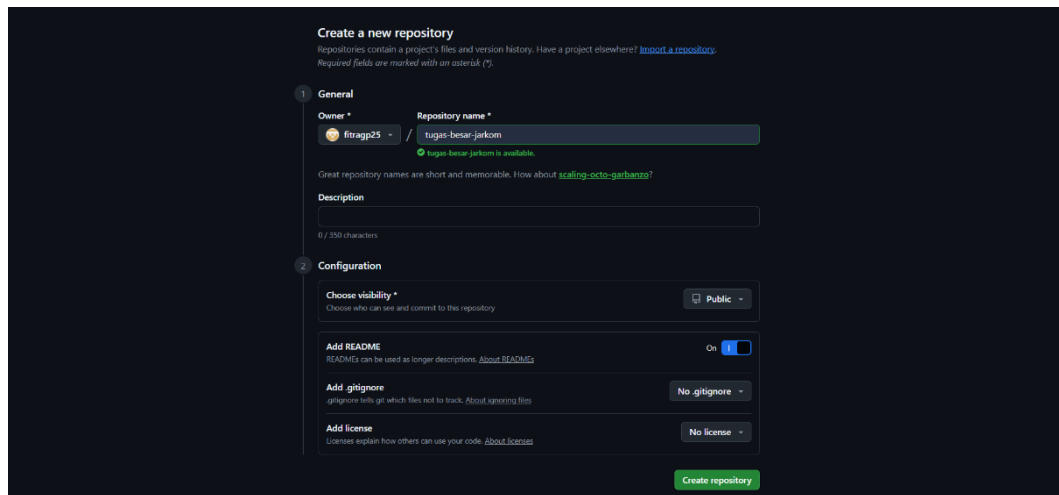 Create a new repository
Repositories contain a project's files and version history. Have a project elsewhere? Import a repository.
Required fields are marked with an asterisk (*).
1 General
Owner * Repository name *
fitragp25 / tugas-besar-jarkom
tugas-besar-jarkom is available.
Great repository names are short and memorable. How about scaling-octo-garbanzo?
Description
0 / 350 characters
2 Configuration
Choose visibility * Public
Choose who can see and commit to this repository
Add README On
READMEs can be used as longer descriptions. About READMEs
Add .gitignore No .gitignore
.gitignore tells git which files not to track. About ignoring files
Add license No license
Licenses explain how others can use your code. About licenses
Create repository